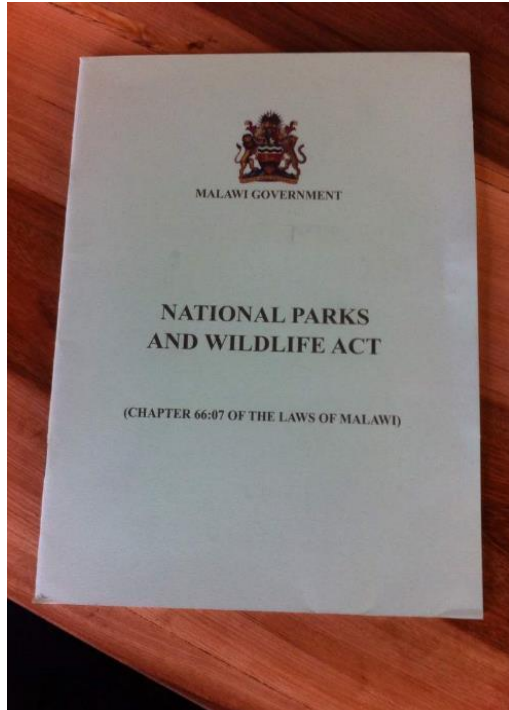 MALAWI GOVERNMENT
NATIONAL PARKS
AND WILDLIFE ACT
(CHAPTER 66:07 OF THE LAWS OF MALAWI)